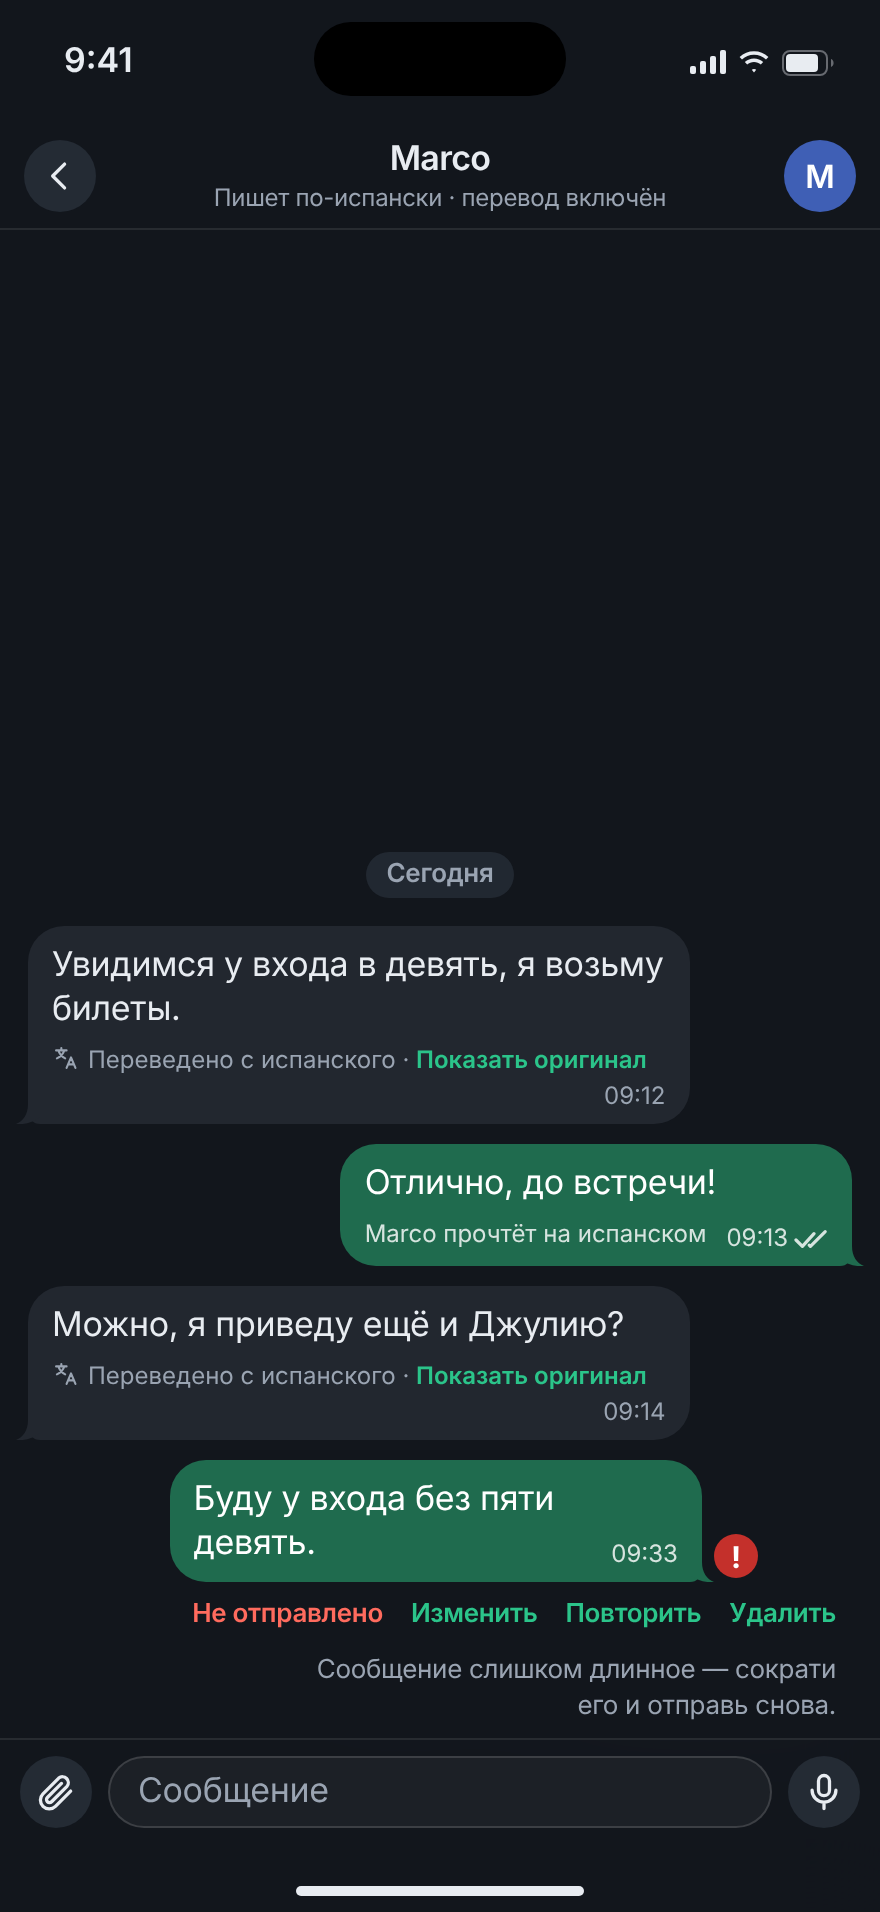 9:41
Marco
Пишет по-испански · перевод включён
M
Сегодня
Увидимся у входа в девять, я возьму
билеты.
Переведено с испанского · Показать оригинал
09:12
Отлично, до встречи!
Marco прочтёт на испанском 09:13
Можно, я приведу ещё и Джулию?
Переведено с испанского · Показать оригинал
09:14
Буду у входа без пяти
девять. 09:33
Не отправлено Изменить Повторить Удалить
Сообщение слишком длинное — сократи
его и отправь снова.
Сообщение